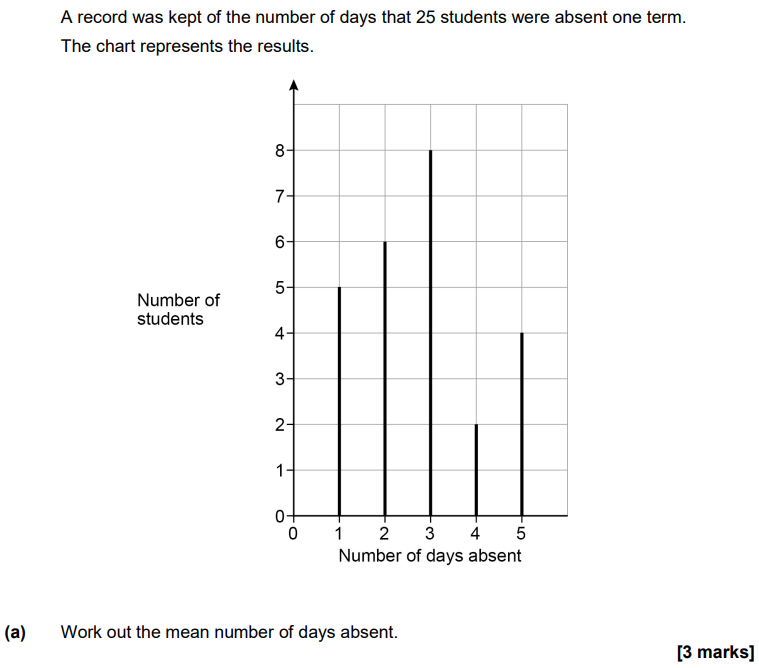 A record was kept of the number of days that 25 students were absent one term.
The chart represents the results.
8
7
6
5
Number of
students
4
3
2
1
0
0 1 2 3 4 5
Number of days absent
(a) Work out the mean number of days absent.
[3 marks]